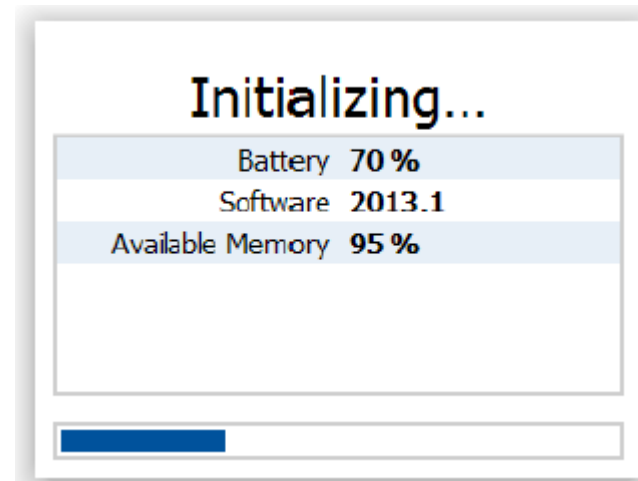 Initializing...
Battery 70 %
Software 2013.1
Available Memory 95 %